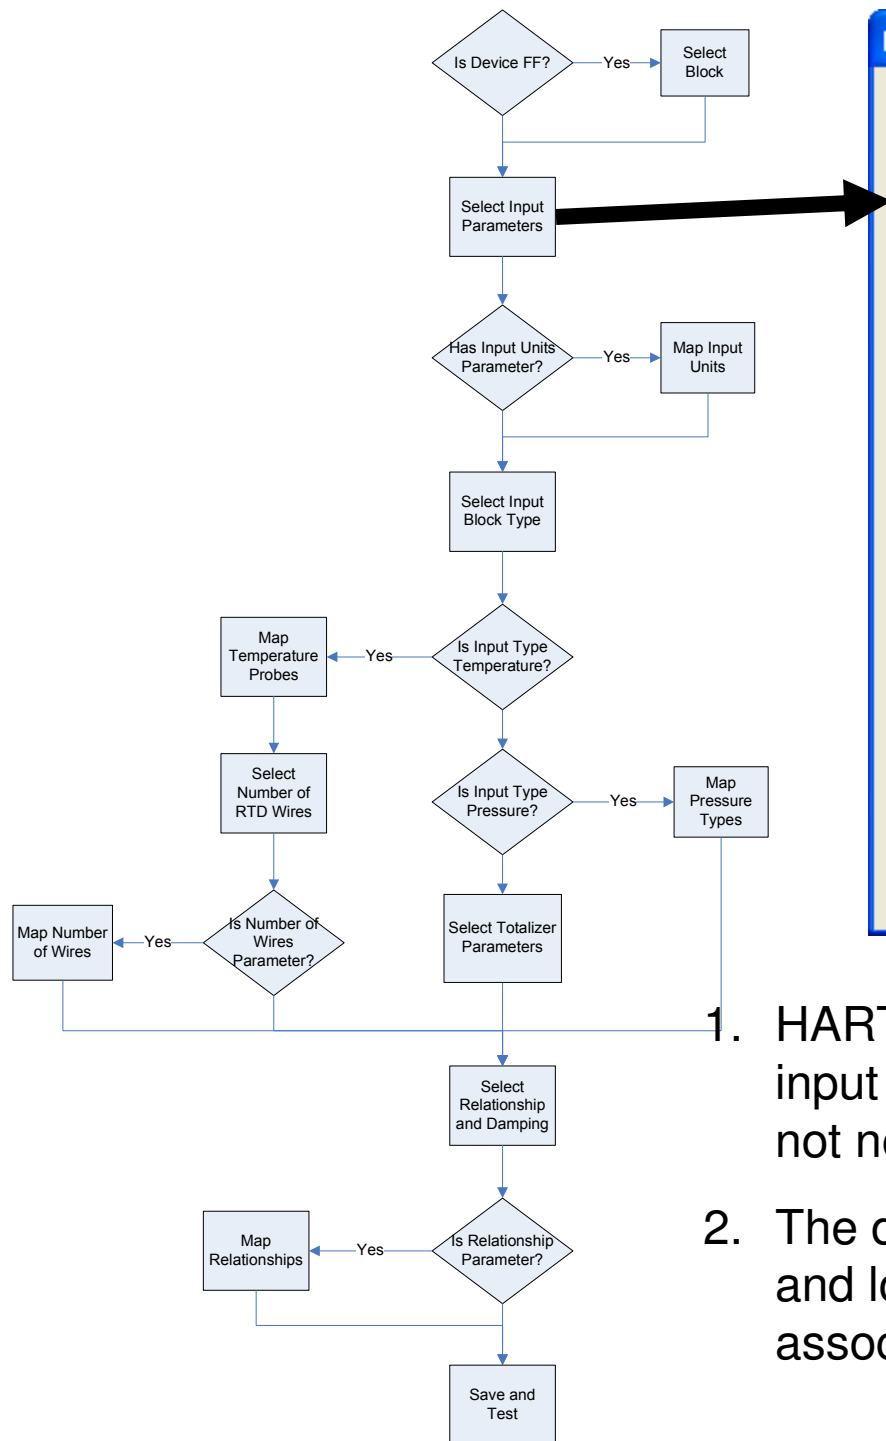 Is Device FF?
Yes
Select
Block
Select Input
Parameters
Has Input Units
Parameter?
Yes
Map Input
Units
Select Input
Block Type
Is Input Type
Temperature?
Yes
Map
Temperature
Probes
Select
Number of
RTD Wires
Is Input Type
Pressure?
Yes
Map
Pressure
Types
Is Number of
Wires
Parameter?
Yes
Map Number
of Wires
Select Totalizer
Parameters
Select
Relationship
and Damping
Is Relationship
Parameter?
Yes
Map
Relationships
Save and
Test
1. HART
input
not
2. The
and